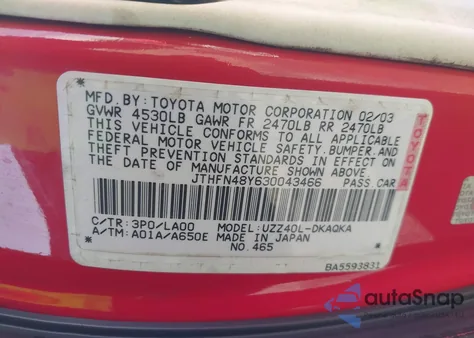 MFD. BY: TOYOTA MOTOR CORPORATION 02/03
GVWR 4530LB GAWR FR 2470LB RR 2470LB
THIS VEHICLE CONFORMS TO ALL APPLICABLE
FEDERAL MOTOR VEHICLE SAFETY, BUMPER, AND
THEFT PREVENTION STANDARDS IN EFFECT ON
THE DATE OF MANUFACTURE SHOWN ABOVE.
JTHFN48Y630043466 PASS CAR
TOYOTA
C/TR: 3P0/LA00 MODEL: UZZ40L-DKAQKA
A/TM: A01A/A650E MADE IN JAPAN
NO. 465
BA5593831
autaSnap
POWERED BY